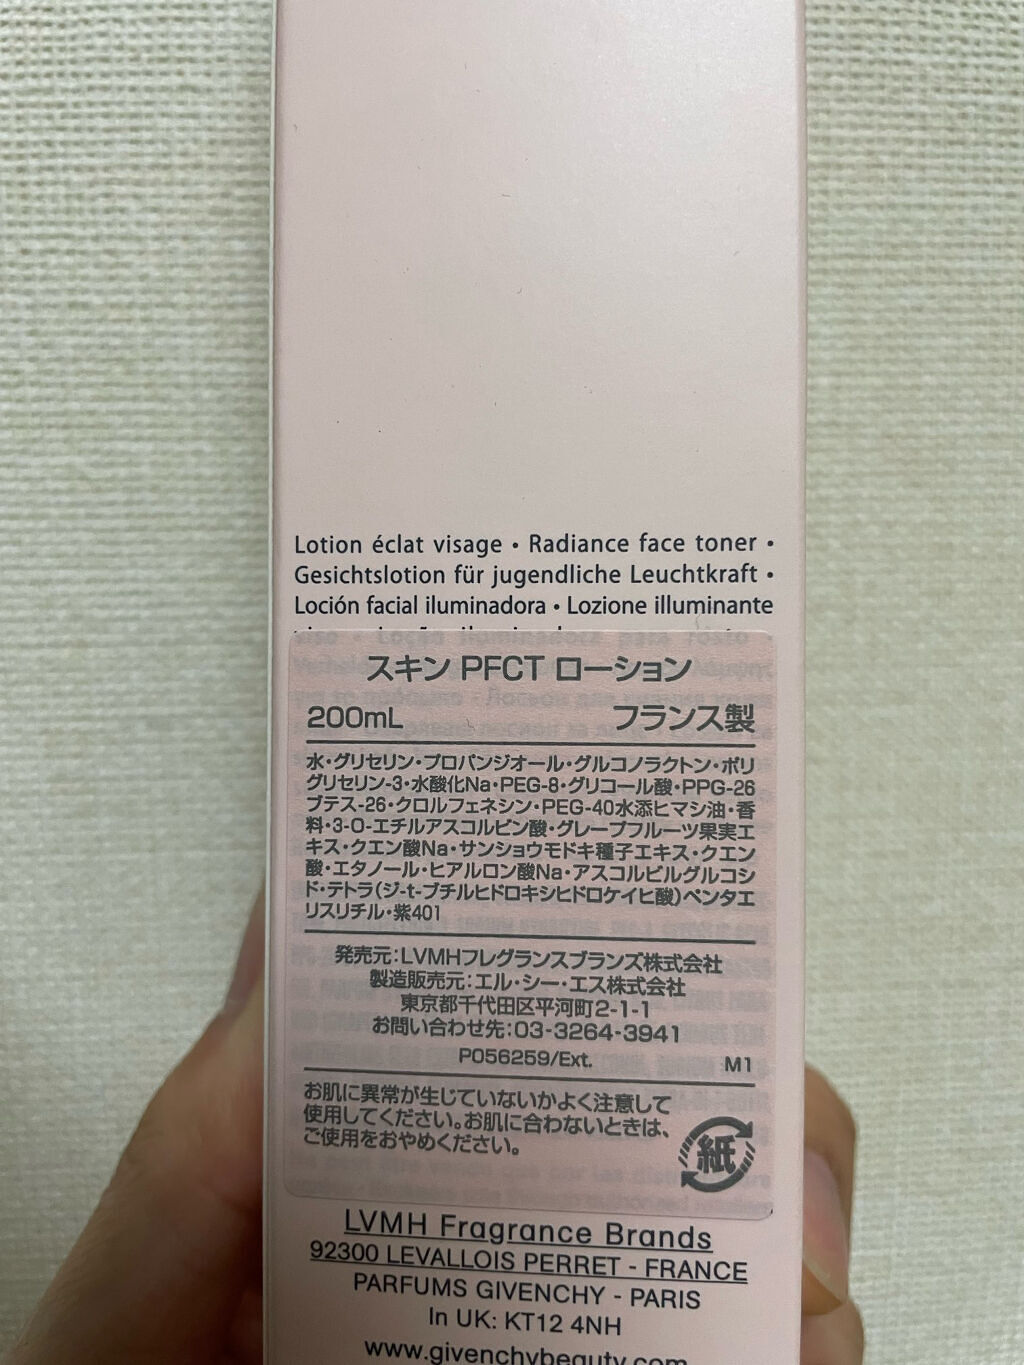 Lotion éclat visage • Radiance face toner •
Gesichtslotion für jugendliche Leuchtkraft •
Loción facial iluminadora • Lozione illuminante
viso • Loção iluminadora para rosto •
スキン PFCT ローション
200mL フランス製
水・グリセリン・プロパンジオール・グルコノラクトン・ポリ
グリセリン-3・水酸化Na・PEG-8・グリコール酸・PPG-26
ブテス-26・クロルフェネシン・PEG-40水添ヒマシ油・香
料・3-O-エチルアスコルビン酸・グレープフルーツ果実エ
キス・クエン酸Na・サンショウモドキ種子エキス・クエン
酸・エタノール・ヒアルロン酸Na・アスコルビルグルコシ
ド・テトラ(ジ-t-ブチルヒドロキシヒドロケイヒ酸)ペンタエ
リスリチル・紫401
発売元:LVMHフレグランスブランズ株式会社
製造販売元:エル・シー・エス株式会社
東京都千代田区平河町2-1-1
お問い合わせ先:03-3264-3941
P056259/Ext. M1
お肌に異常が生じていないかよく注意して
使用してください。お肌に合わないときは、
ご使用をおやめください。
紙
LVMH Fragrance Brands
92300 LEVALLOIS PERRET - FRANCE
PARFUMS GIVENCHY - PARIS
In UK: KT12 4NH
www.givenchybeauty.com